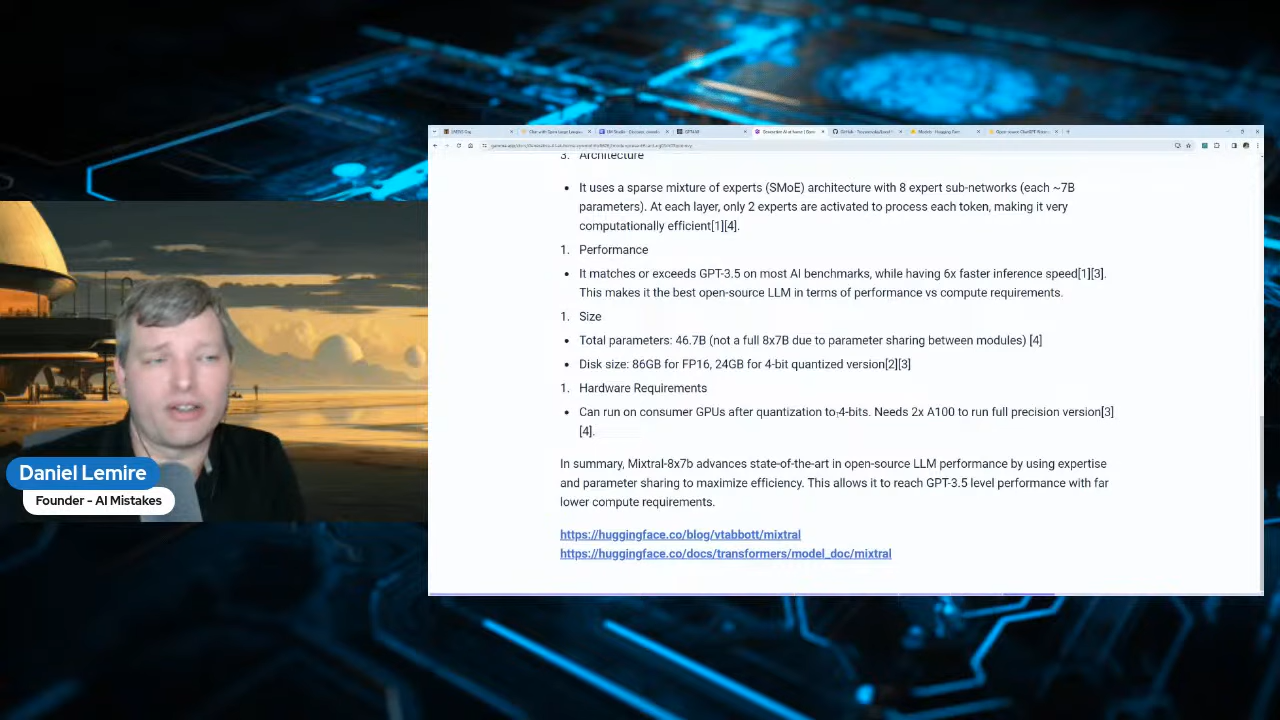 3. Architecture
• It uses a sparse mixture of experts (SMoE) architecture with 8 expert sub-networks (each ~7B
parameters). At each layer, only 2 experts are activated to process each token, making it very
computationally efficient[1][4].
1. Performance
• It matches or exceeds GPT-3.5 on most AI benchmarks, while having 6x faster inference speed[1][3].
This makes it the best open-source LLM in terms of performance vs compute requirements.
1. Size
• Total parameters: 46.7B (not a full 8x7B due to parameter sharing between modules) [4]
• Disk size: 86GB for FP16, 24GB for 4-bit quantized version[2][3]
1. Hardware Requirements
• Can run on consumer GPUs after quantization to 4-bits. Needs 2x A100 to run full precision version[3]
[4].
In summary, Mixtral-8x7b advances state-of-the-art in open-source LLM performance by using expertise
and parameter sharing to maximize efficiency. This allows it to reach GPT-3.5 level performance with far
lower compute requirements.
https://huggingface.co/blog/vtabbott/mixtral
https://huggingface.co/docs/transformers/model_doc/mixtral
Daniel Lemire
Founder - AI Mistakes